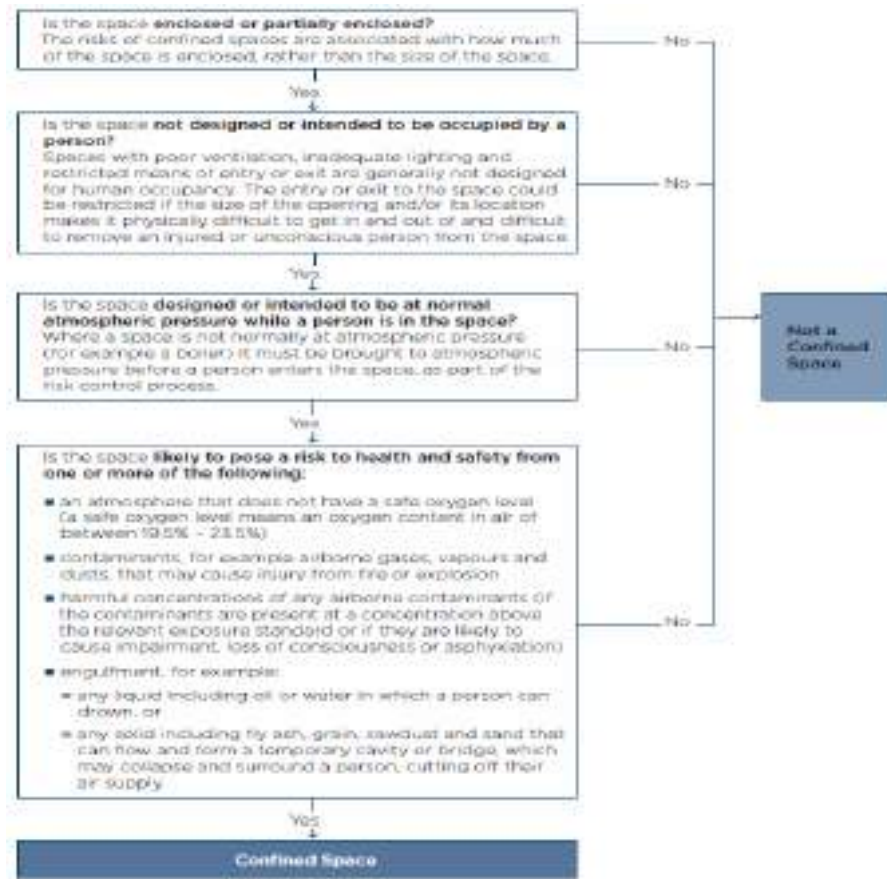 Is the space enclosed or partially enclosed?
The risks of confined spaces are associated with how much
of the space is enclosed, rather than the size of the space.
No
Yes
Is the space not designed or intended to be occupied by a
person?
Spaces with poor ventilation, inadequate lighting and
restricted means of entry or exit are generally not designed
for human occupancy. The entry or exit to the space could
be restricted if the size of the opening and/or its location
makes it physically difficult to get in and out of and difficult
to remove an injured or unconscious person from the space
No
Yes
Is the space designed or intended to be at normal
atmospheric pressure while a person is in the space?
Where a space is not normally at atmospheric pressure
(for example a boiler) it must be brought to atmospheric
pressure before a person enters the space, as part of the
risk control process.
No
Not a
Confined
Space
Yes
Is the space likely to pose a risk to health and safety from
one or more of the following:
▪ an atmosphere that does not have a safe oxygen level
(a safe oxygen level means an oxygen content in air of
between 19.5% – 23.5%)
▪ contaminants, for example airborne gases, vapours and
dusts, that may cause injury from fire or explosion
▪ harmful concentrations of any airborne contaminants (if
the contaminants are present at a concentration above
the relevant exposure standard or if they are likely to
cause impairment, loss of consciousness or asphyxiation)
▪ engulfment, for example:
any liquid including oil or water in which a person can
drown, or
any solid including fly ash, grain, sawdust and sand that
can flow and form a temporary cavity or bridge, which
may collapse and surround a person, cutting off their
air supply
No
Yes
Confined Space